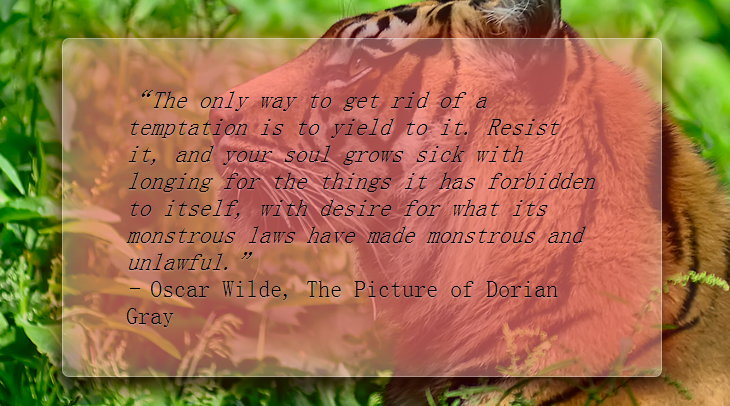 “The only way to get rid of a
temptation is to yield to it. Resist
it, and your soul grows sick with
longing for the things it has forbidden
to itself, with desire for what its
monstrous laws have made monstrous and
unlawful.”
— Oscar Wilde, The Picture of Dorian
Gray